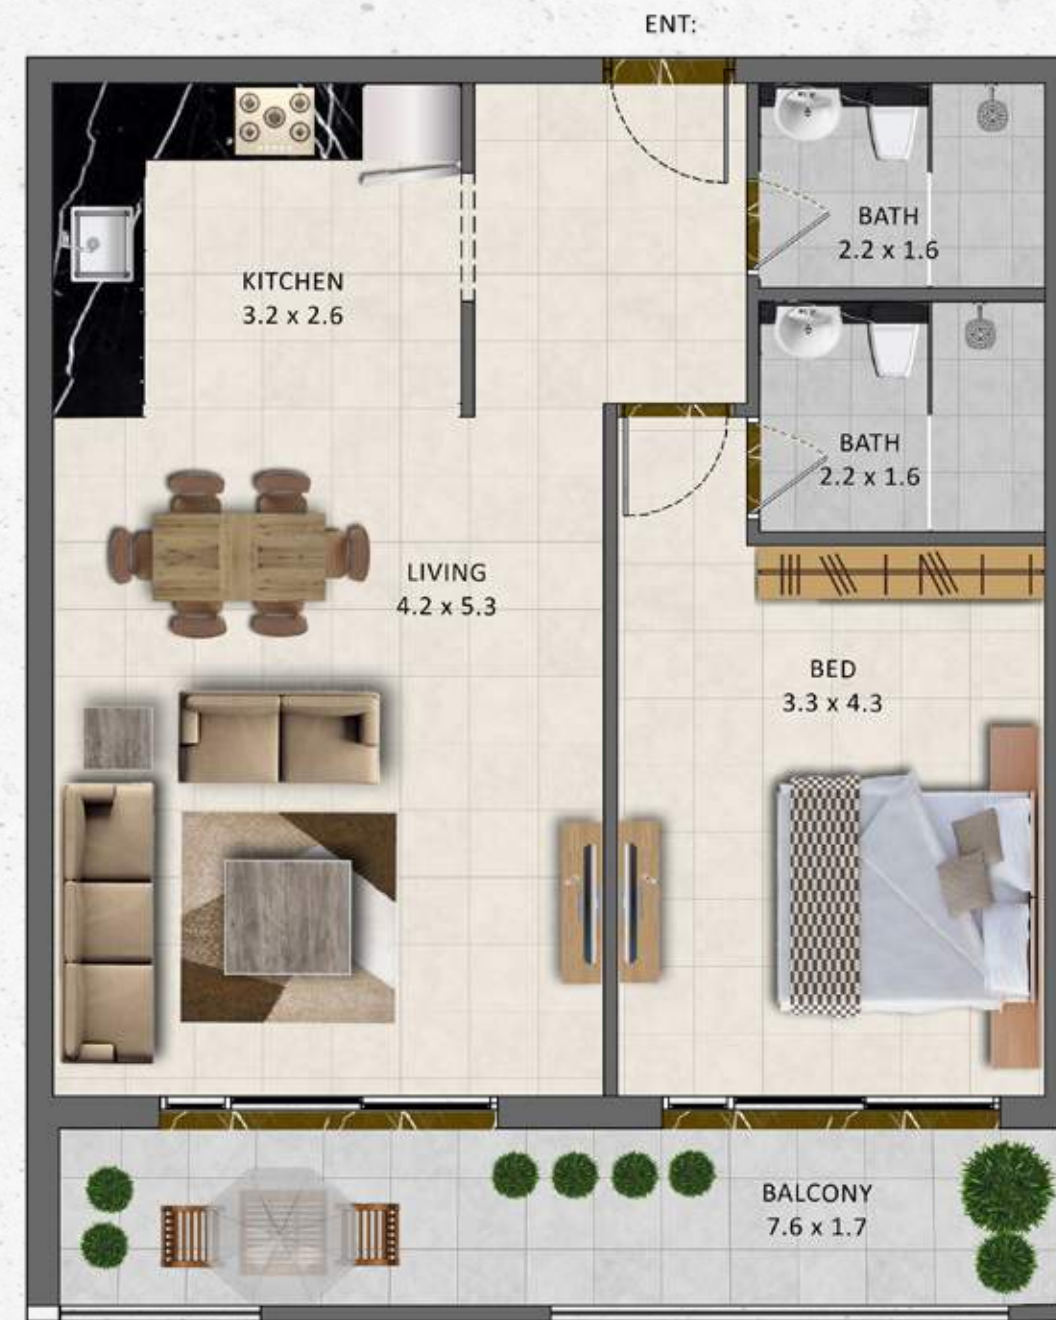 ENT:
BATH
2.2 x 1.6
KITCHEN
3.2 x 2.6
BATH
2.2 x 1.6
LIVING
4.2 x 5.3
BED
3.3 x 4.3
BALCONY
7.6 x 1.7